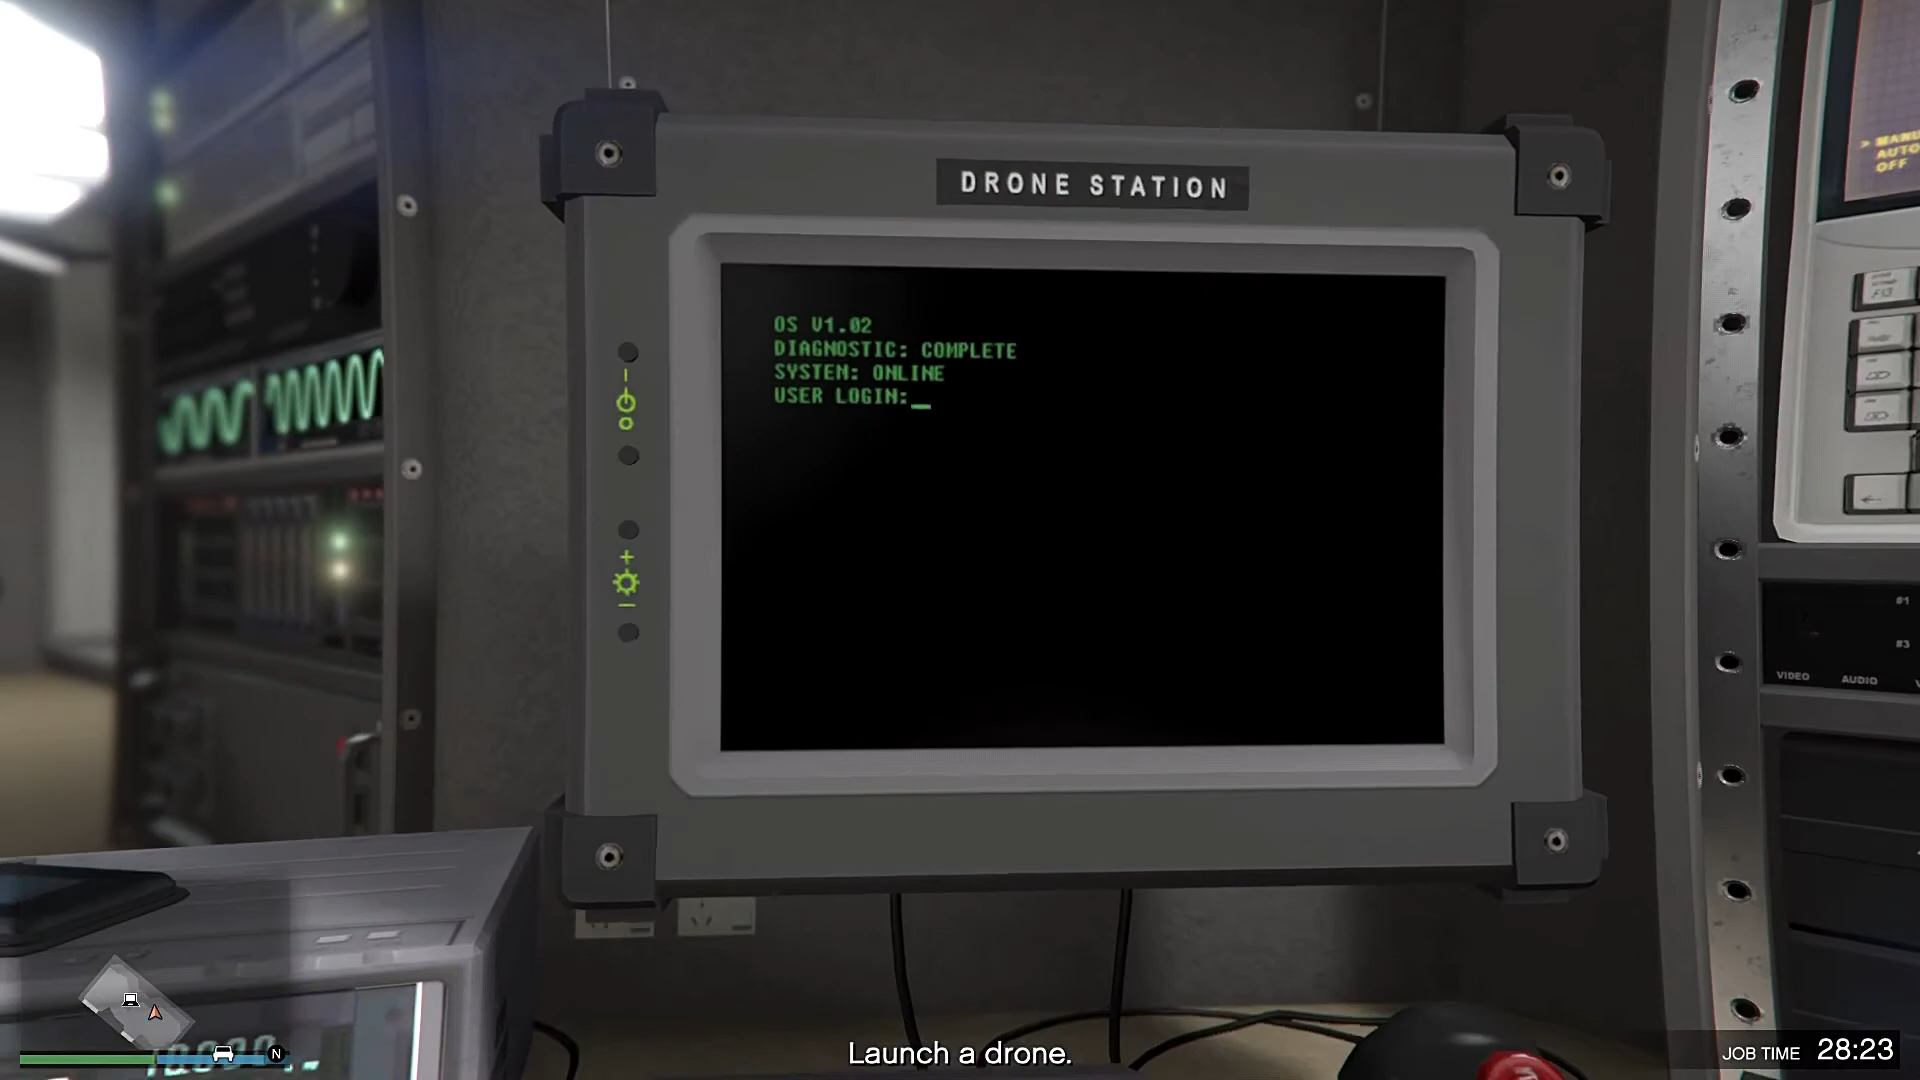 DRONE STATION
OS V1.02
DIAGNOSTIC: COMPLETE
SYSTEM: ONLINE
USER LOGIN:_
> MANU
AUTO
OFF
F13
#1
#3
VIDEO AUDIO
N
Launch a drone.
JOB TIME 28:23